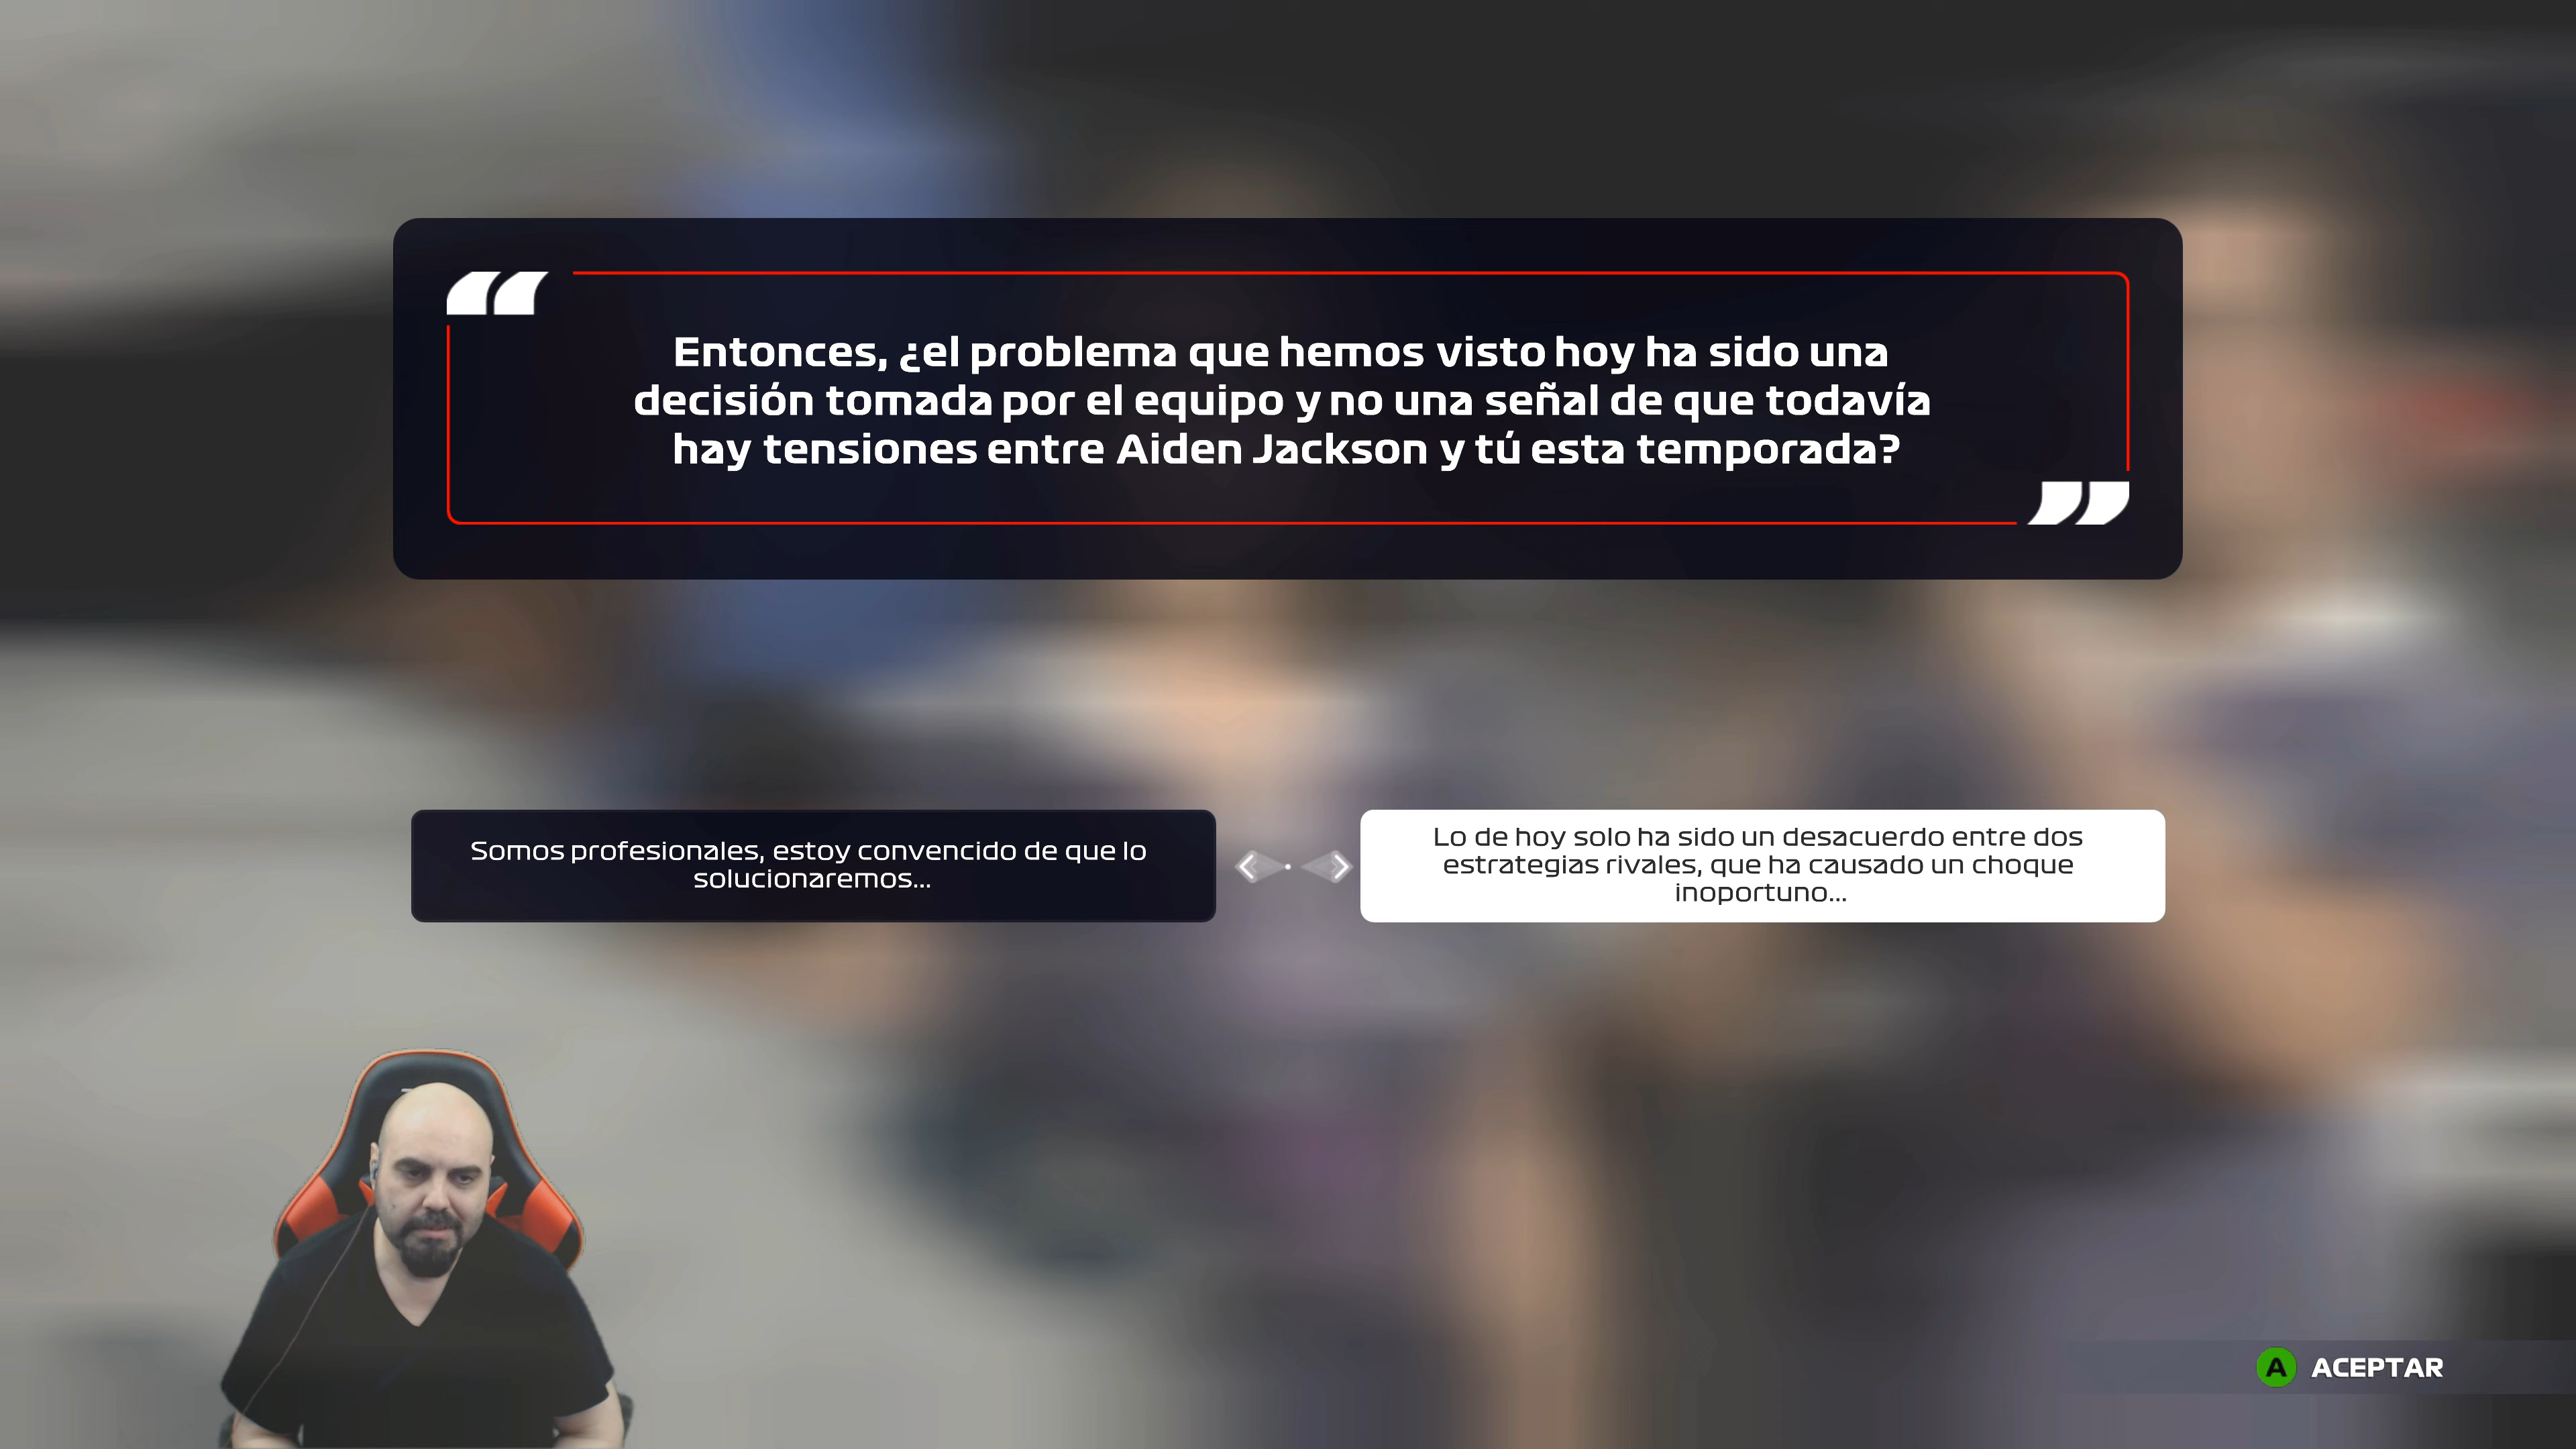 Entonces, ¿el problema que hemos visto hoy ha sido una
decisión tomada por el equipo y no una señal de que todavía
hay tensiones entre Aiden Jackson y tú esta temporada?
Somos profesionales, estoy convencido de que lo
solucionaremos...
Lo de hoy solo ha sido un desacuerdo entre dos
estrategias rivales, que ha causado un choque
inoportuno...
A ACEPTAR